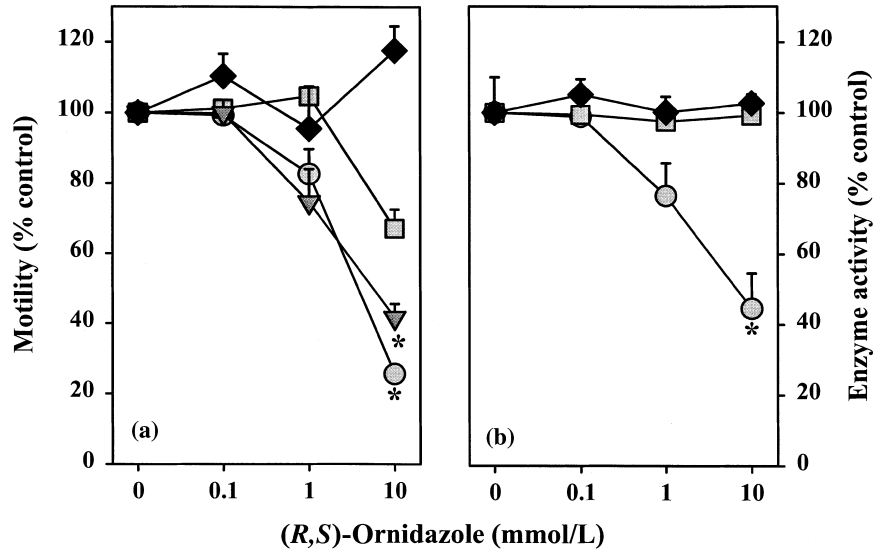 120
100
80
60
40
20
0
Motility (% control)
*
*
(a)
0 0.1 1 10
120
100
80
60
40
20
0
Enzyme activity (% control)
*
(b)
0 0.1 1 10
(R,S)-Ornidazole (mmol/L)